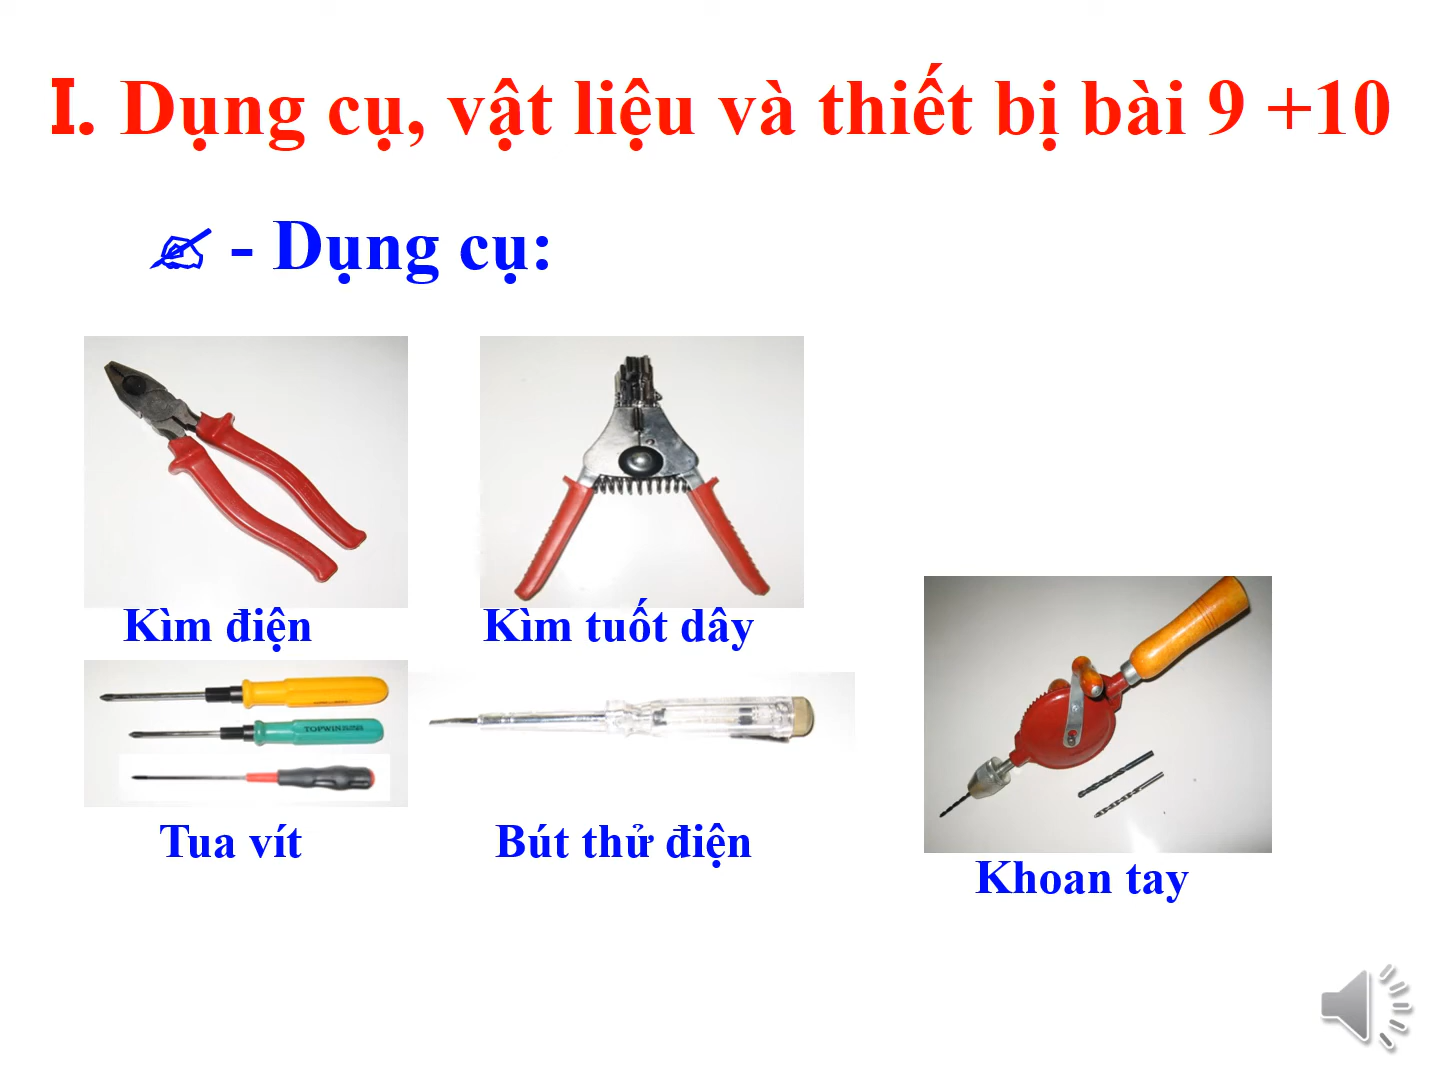 I. Dụng cụ, vật liệu và thiết bị bài 9 +10
- Dụng cụ:
Kìm điện
Kìm tuốt dây
TOPWIN
Tua vít
Bút thử điện
Khoan tay